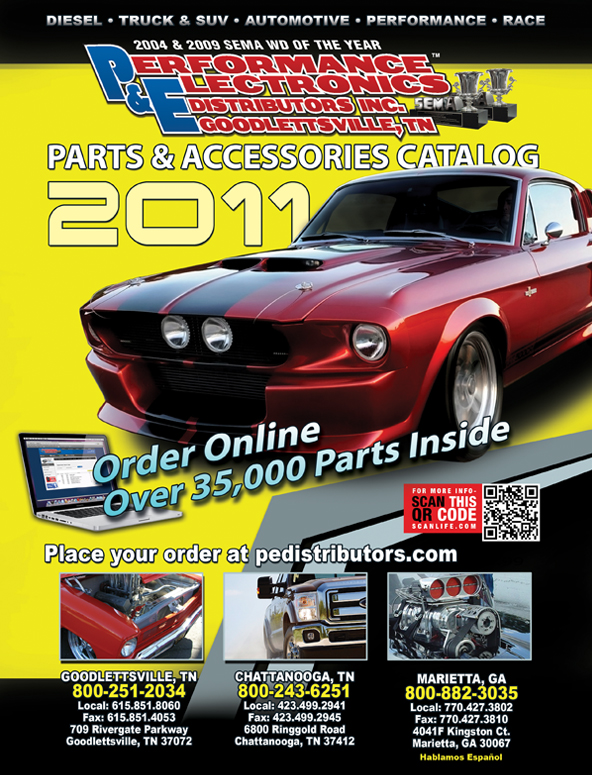 DIESEL • TRUCK & SUV • AUTOMOTIVE • PERFORMANCE • RACE
2004 & 2009 SEMA WD OF THE YEAR
PERFORMANCE™
& ELECTRONICS
DISTRIBUTORS INC.
GOODLETTSVILLE, TN
SEMA
PARTS & ACCESSORIES CATALOG
2011
Order Online
Over 35,000 Parts Inside
FOR MORE INFO-
SCAN THIS
QR CODE
SCANLIFE.COM
Place your order at pedistributors.com
GOODLETTSVILLE, TN
800-251-2034
Local: 615.851.8060
Fax: 615.851.4053
709 Rivergate Parkway
Goodlettsville, TN 37072
CHATTANOOGA, TN
800-243-6251
Local: 423.499.2941
Fax: 423.499.2945
6800 Ringgold Road
Chattanooga, TN 37412
MARIETTA, GA
800-882-3035
Local: 770.427.3802
Fax: 770.427.3810
4041F Kingston Ct.
Marietta, GA 30067
Hablamos Español